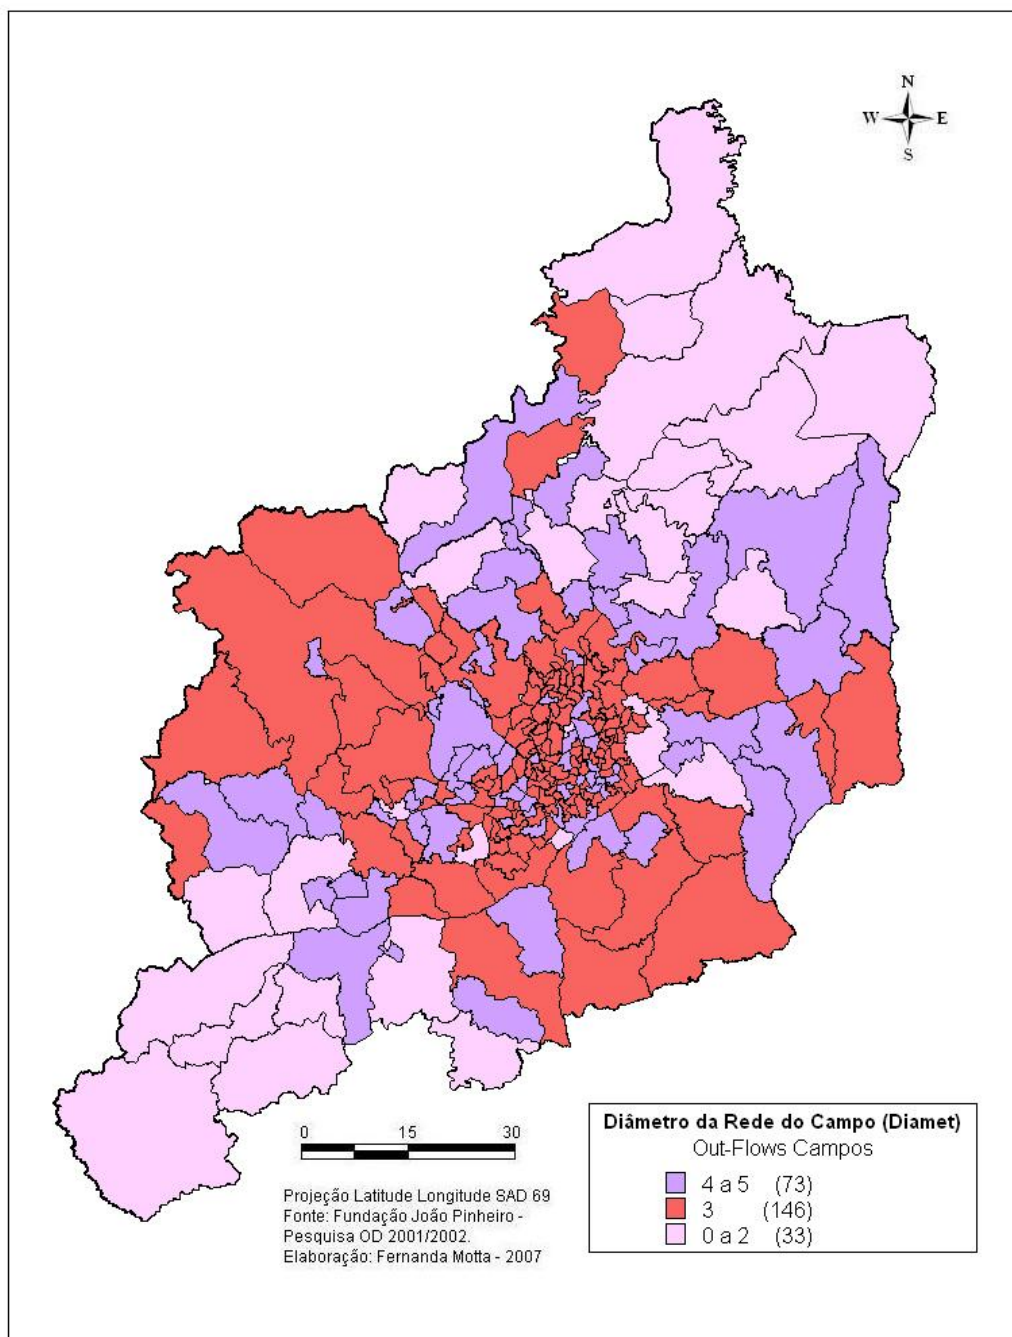 N
W E
S
0 15 30
Projeção Latitude Longitude SAD 69
Fonte: Fundação João Pinheiro -
Pesquisa OD 2001/2002.
Elaboração: Fernanda Motta - 2007
Diâmetro da Rede do Campo (Diamet)
Out-Flows Campos
4 a 5 (73)
3 (146)
0 a 2 (33)